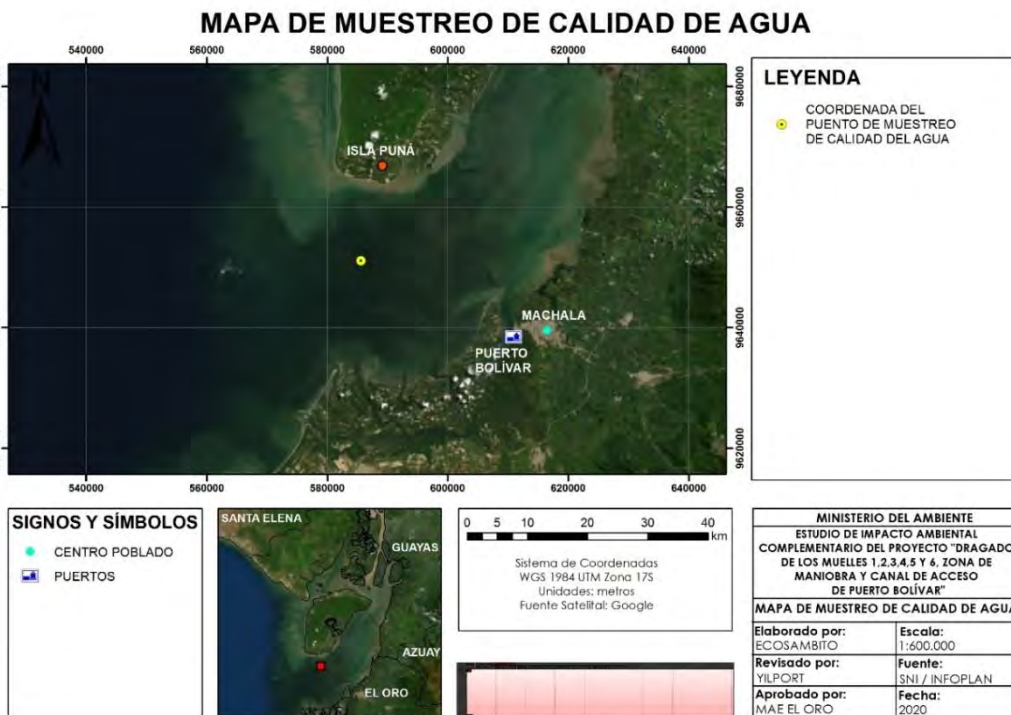 MAPA DE MUESTREO DE CALIDAD DE AGUA
540000 560000 580000 600000 620000 640000
N
ISLA PUNÁ
MACHALA
PUERTO
BOLÍVAR
9680000
9660000
9640000
9620000
540000 560000 580000 600000 620000 640000
LEYENDA
COORDENADA DEL
PUENTO DE MUESTREO
DE CALIDAD DEL AGUA
SIGNOS Y SÍMBOLOS
CENTRO POBLADO
PUERTOS
SANTA ELENA
GUAYAS
AZUAY
EL ORO
0 5 10 20 30 40
km
Sistema de Coordenadas
WGS 1984 UTM Zona 17S
Unidades: metros
Fuente Satelital: Google
MINISTERIO DEL AMBIENTE
ESTUDIO DE IMPACTO AMBIENTAL
COMPLEMENTARIO DEL PROYECTO "DRAGADO
DE LOS MUELLES 1,2,3,4,5 Y 6, ZONA DE
MANIOBRA Y CANAL DE ACCESO
DE PUERTO BOLÍVAR"
MAPA DE MUESTREO DE CALIDAD DE AGUA
Elaborado por: Escala:
ECOSAMBITO 1:600.000
Revisado por: Fuente:
YILPORT SNI / INFOPLAN
Aprobado por: Fecha:
MAE EL ORO 2020